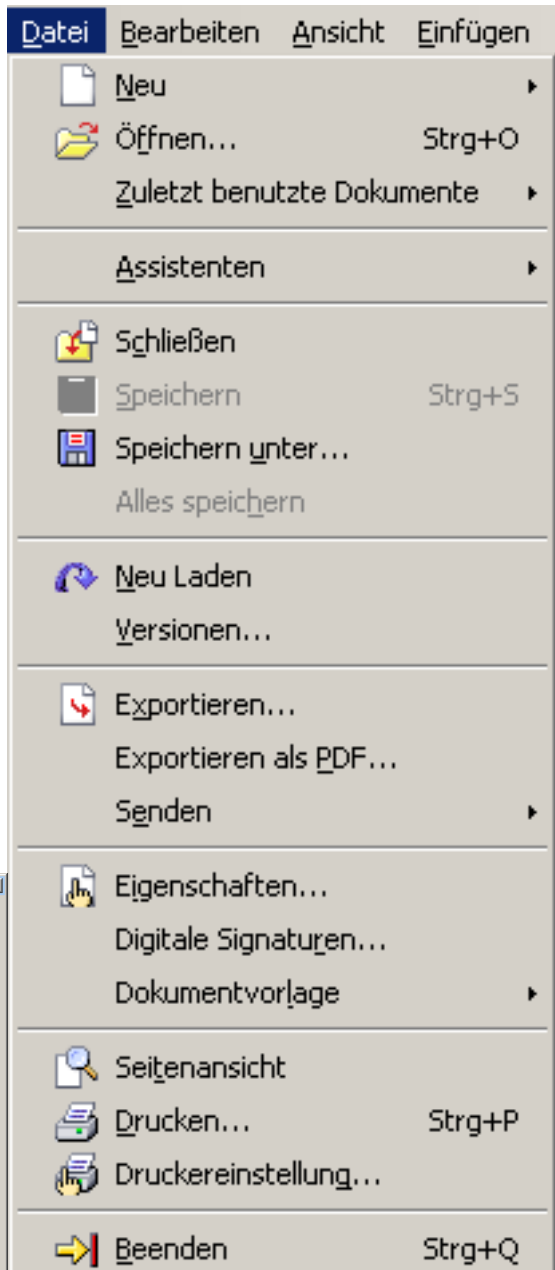 Datei Bearbeiten Ansicht Einfügen
Neu
Öffnen... Strg+O
Zuletzt benutzte Dokumente
Assistenten
Schließen
Speichern Strg+S
Speichern unter...
Alles speichern
Neu Laden
Versionen...
Exportieren...
Exportieren als PDF...
Senden
Eigenschaften...
Digitale Signaturen...
Dokumentvorlage
Seitenansicht
Drucken... Strg+P
Druckereinstellung...
Beenden Strg+Q